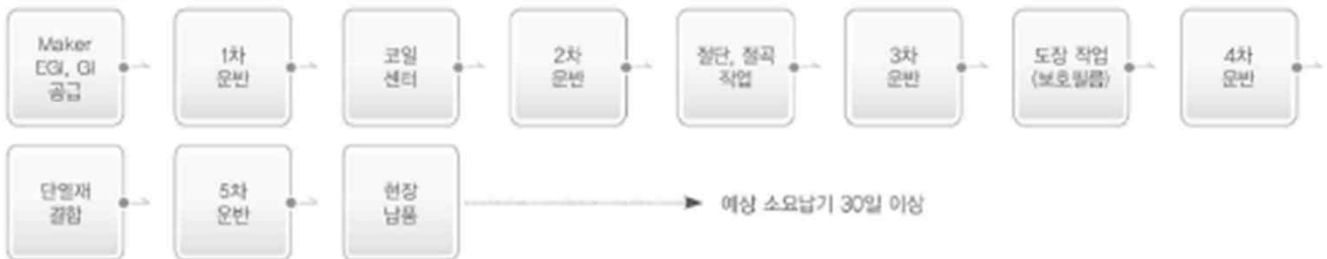 Maker
EGI, GI
공급
1차
운반
코일
센터
2차
운반
절단, 절곡
작업
3차
운반
도장 작업
(보호필름)
4차
운반
단열재
결합
5차
운반
현장
납품
예상 소요납기 30일 이상